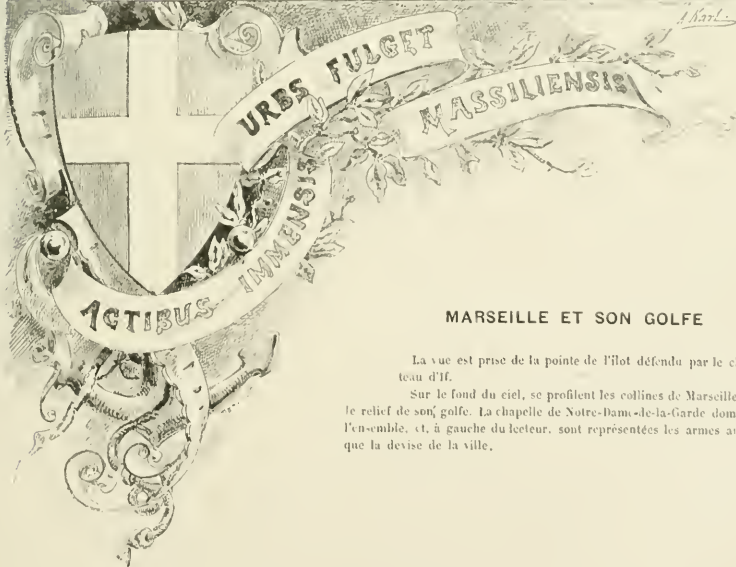 URBS FULGET
MASSILIENSIS
ACTIBUS IMMENSIS
MARSEILLE ET SON GOLFE
La vue est prise de la pointe de l'îlot défendu par le
teau d'If.
Sur le fond du ciel, se profilent les collines de Marseille
le relief de son golfe. La chapelle de Notre-Dame-de-la-Garde
l'ensemble, et, à gauche du lecteur, sont représentées les armes
que la devise de la ville.